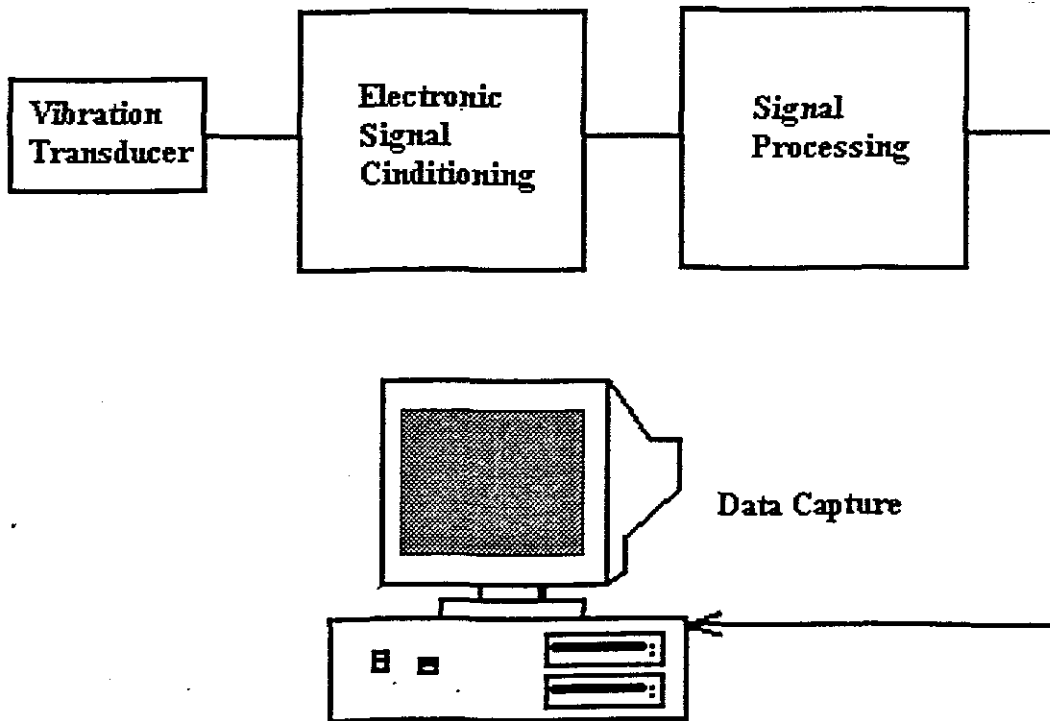 Vibration
Transducer
Electronic
Signal
Cinditioning
Signal
Processing
Data Capture